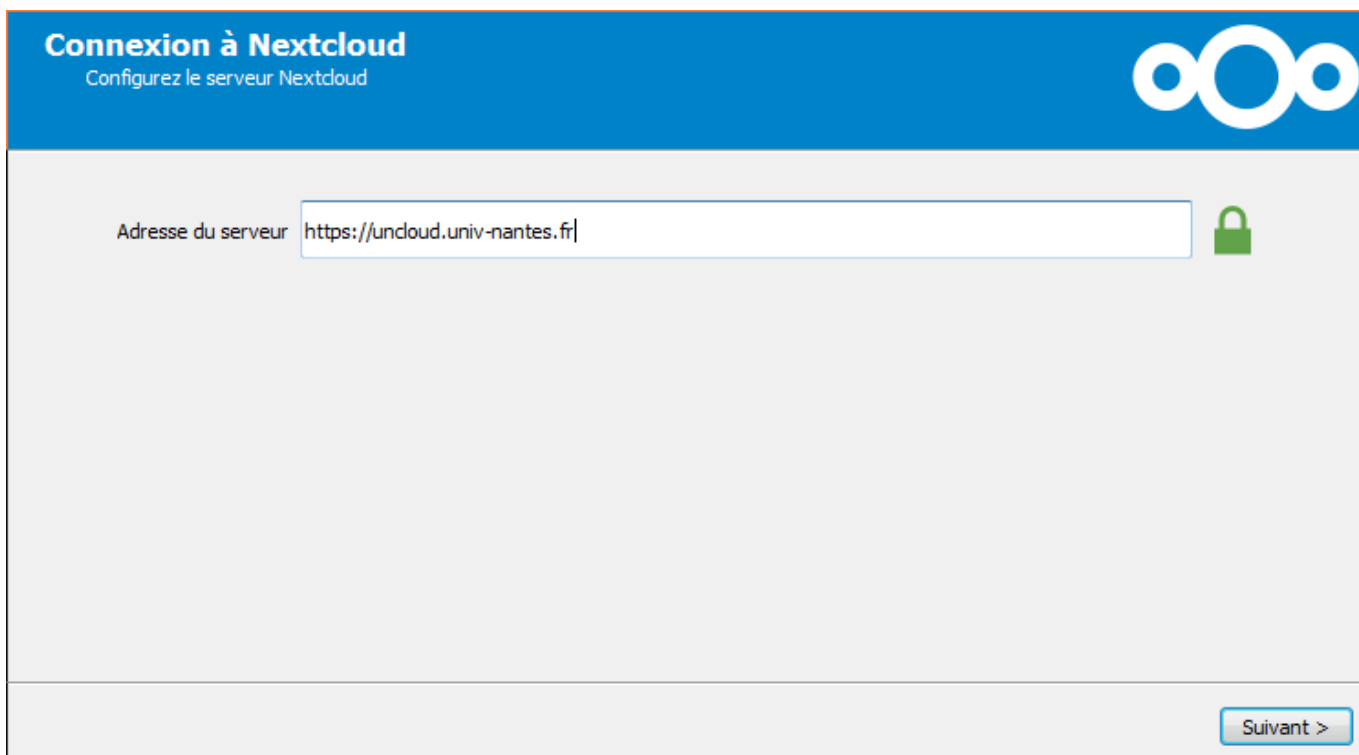 Connexion à Nextcloud
Configurez le serveur Nextcloud
Adresse du serveur https://uncloud.univ-nantes.fr
Suivant >